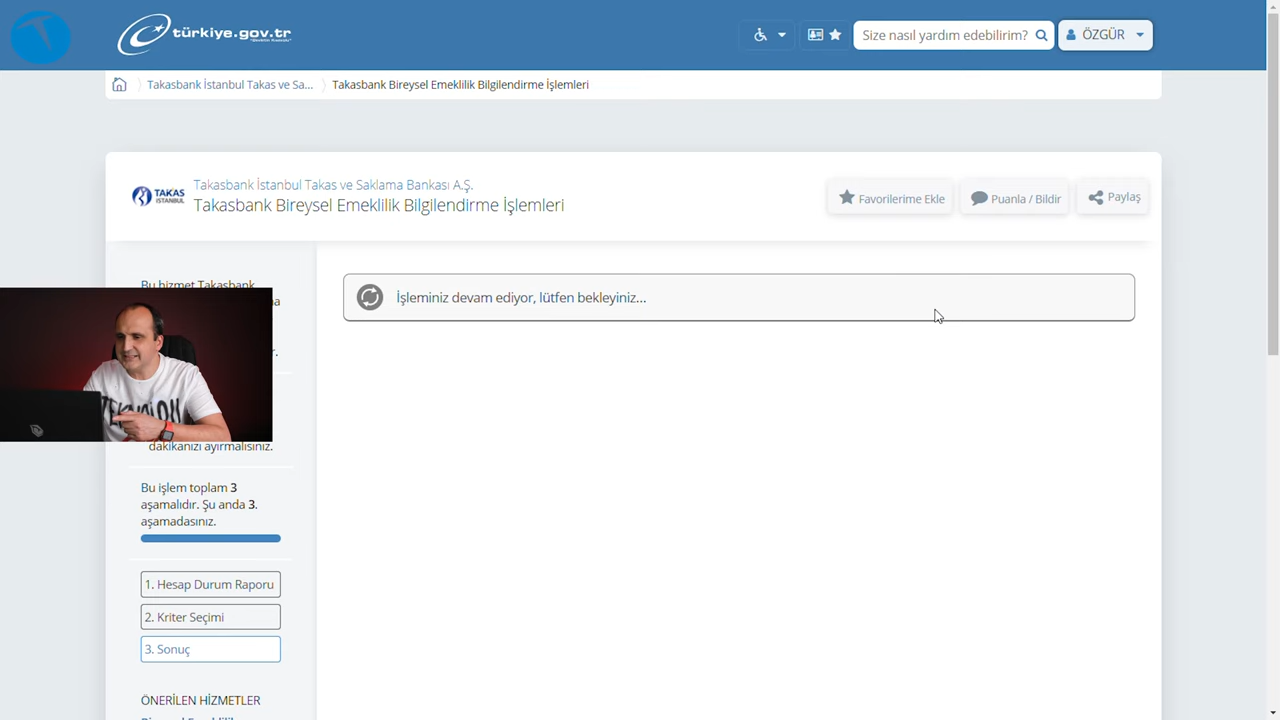 türkiye.gov.tr
Size nasıl yardım edebilirim?
ÖZGÜR
Takasbank İstanbul Takas ve Sa...
Takasbank Bireysel Emeklilik Bilgilendirme İşlemleri
TAKAS
İSTANBUL
Takasbank İstanbul Takas ve Saklama Bankası A.Ş.
Takasbank Bireysel Emeklilik Bilgilendirme İşlemleri
Favorilerime Ekle
Puanla / Bildir
Paylaş
Bu hizmet Takasbank
İşleminiz devam ediyor, lütfen bekleyiniz...
dakikanızı ayırmalısınız.
Bu işlem toplam 3
aşamalıdır. Şu anda 3.
aşamadasınız.
1. Hesap Durum Raporu
2. Kriter Seçimi
3. Sonuç
ÖNERİLEN HİZMETLER
Bireysel Emeklilik